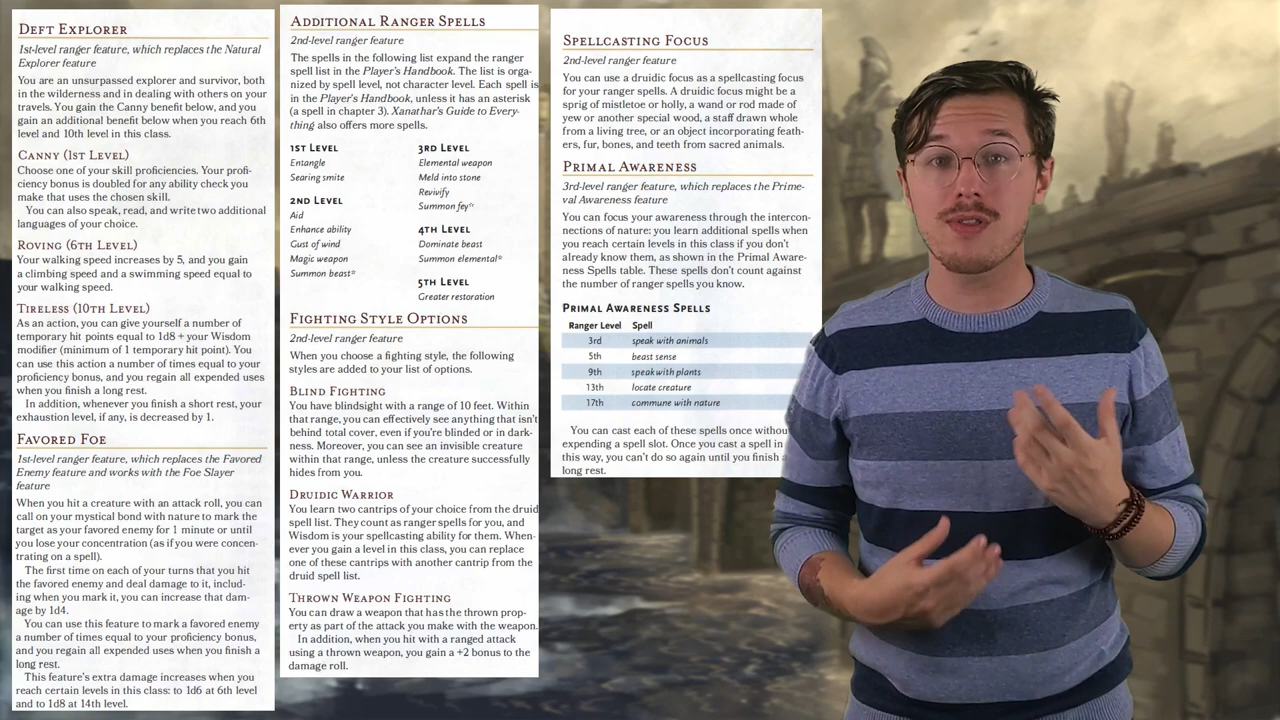 DEFT EXPLORER
1st-level ranger feature, which replaces the Natural
Explorer feature
You are an unsurpassed explorer and survivor, both
in the wilderness and in dealing with others on your
travels. You gain the Canny benefit below, and you
gain an additional benefit below when you reach 6th
level and 10th level in this class.
CANNY (1ST LEVEL)
Choose one of your skill proficiencies. Your profi-
ciency bonus is doubled for any ability check you
make that uses the chosen skill.
You can also speak, read, and write two additional
languages of your choice.
ROVING (6TH LEVEL)
Your walking speed increases by 5, and you gain
a climbing speed and a swimming speed equal to
your walking speed.
TIRELESS (10TH LEVEL)
As an action, you can give yourself a number of
temporary hit points equal to 1d8 + your Wisdom
modifier (minimum of 1 temporary hit point). You
can use this action a number of times equal to your
proficiency bonus, and you regain all expended uses
when you finish a long rest.
In addition, whenever you finish a short rest, your
exhaustion level, if any, is decreased by 1.
FAVORED FOE
1st-level ranger feature, which replaces the Favored
Enemy feature and works with the Foe Slayer
feature
When you hit a creature with an attack roll, you can
call on your mystical bond with nature to mark the
target as your favored enemy for 1 minute or until
you lose your concentration (as if you were concen-
trating on a spell).
The first time on each of your turns that you hit
the favored enemy and deal damage to it, includ-
ing when you mark it, you can increase that dam-
age by 1d4.
You can use this feature to mark a favored enemy
a number of times equal to your proficiency bonus,
and you regain all expended uses when you finish a
long rest.
This feature's extra damage increases when you
reach certain levels in this class: to 1d6 at 6th level
and to 1d8 at 14th level.
ADDITIONAL RANGER SPELLS
2nd-level ranger feature
The spells in the following list expand the ranger
spell list in the Player's Handbook. The list is orga-
nized by spell level, not character level. Each spell is
in the Player's Handbook, unless it has an asterisk
(a spell in chapter 3). Xanathar's Guide to Every-
thing also offers more spells.
1ST LEVEL
Entangle
Searing smite
2ND LEVEL
Aid
Enhance ability
Gust of wind
Magic weapon
Summon beast*
3RD LEVEL
Elemental weapon
Meld into stone
Revivify
Summon fey*
4TH LEVEL
Dominate beast
Summon elemental*
5TH LEVEL
Greater restoration
FIGHTING STYLE OPTIONS
2nd-level ranger feature
When you choose a fighting style, the following
styles are added to your list of options.
BLIND FIGHTING
You have blindsight with a range of 10 feet. Within
that range, you can effectively see anything that isn't
behind total cover, even if you're blinded or in dark-
ness. Moreover, you can see an invisible creature
within that range, unless the creature successfully
hides from you.
DRUIDIC WARRIOR
You learn two cantrips of your choice from the druid
spell list. They count as ranger spells for you, and
Wisdom is your spellcasting ability for them. When-
ever you gain a level in this class, you can replace
one of these cantrips with another cantrip from the
druid spell list.
THROWN WEAPON FIGHTING
You can draw a weapon that has the thrown prop-
erty as part of the attack you make with the weapon.
In addition, when you hit with a ranged attack
using a thrown weapon, you gain a +2 bonus to the
damage roll.
SPELLCASTING FOCUS
2nd-level ranger feature
You can use a druidic focus as a spellcasting focus
for your ranger spells. A druidic focus might be a
sprig of mistletoe or holly, a wand or rod made of
yew or another special wood, a staff drawn whole
from a living tree, or an object incorporating feath-
ers, fur, bones, and teeth from sacred animals.
PRIMAL AWARENESS
3rd-level ranger feature, which replaces the Prime-
val Awareness feature
You can focus your awareness through the intercon-
nections of nature: you learn additional spells when
you reach certain levels in this class if you don't
already know them, as shown in the Primal Aware-
ness Spells table. These spells don't count against
the number of ranger spells you know.
PRIMAL AWARENESS SPELLS
Ranger Level Spell
3rd speak with animals
5th beast sense
9th speak with plants
13th locate creature
17th commune with nature
You can cast each of these spells once withou
expending a spell slot. Once you cast a spell in
this way, you can't do so again until you finish a
long rest.